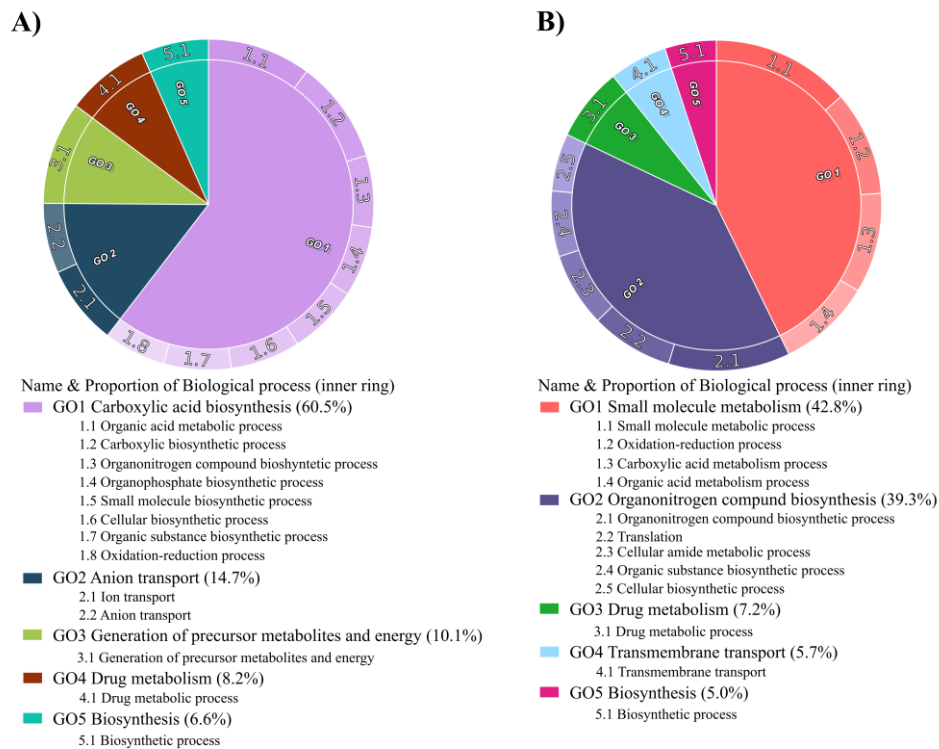 A)
5.1
1.1
4.1
1.2
GO 5
GO 4
3.1
GO 3
1.3
GO 2
GO 1
2.2
1.4
2.1
1.5
1.8
1.7
1.6
Name & Proportion of Biological process (inner ring)
GO1 Carboxylic acid biosynthesis (60.5%)
1.1 Organic acid metabolic process
1.2 Carboxylic biosynthetic process
1.3 Organonitrogen compound bioshyntetic process
1.4 Organophosphate biosynthetic process
1.5 Small molecule biosynthetic process
1.6 Cellular biosynthetic process
1.7 Organic substance biosynthetic process
1.8 Oxidation-reduction process
GO2 Anion transport (14.7%)
2.1 Ion transport
2.2 Anion transport
GO3 Generation of precursor metabolites and energy (10.1%)
3.1 Generation of precursor metabolites and energy
GO4 Drug metabolism (8.2%)
4.1 Drug metabolic process
GO5 Biosynthesis (6.6%)
5.1 Biosynthetic process
B)
5.1
1.1
4.1
3.1
GO 5
GO 4
GO 3
1.2
2.5
GO 1
2.4
1.3
GO 2
2.3
1.4
2.2
2.1
Name & Proportion of Biological process (inner ring)
GO1 Small molecule metabolism (42.8%)
1.1 Small molecule metabolic process
1.2 Oxidation-reduction process
1.3 Carboxylic acid metabolism process
1.4 Organic acid metabolism process
GO2 Organonitrogen compund biosynthesis (39.3%)
2.1 Organonitrogen compound biosynthetic process
2.2 Translation
2.3 Cellular amide metabolic process
2.4 Organic substance biosynthetic process
2.5 Cellular biosynthetic process
GO3 Drug metabolism (7.2%)
3.1 Drug metabolic process
GO4 Transmembrane transport (5.7%)
4.1 Transmembrane transport
GO5 Biosynthesis (5.0%)
5.1 Biosynthetic process